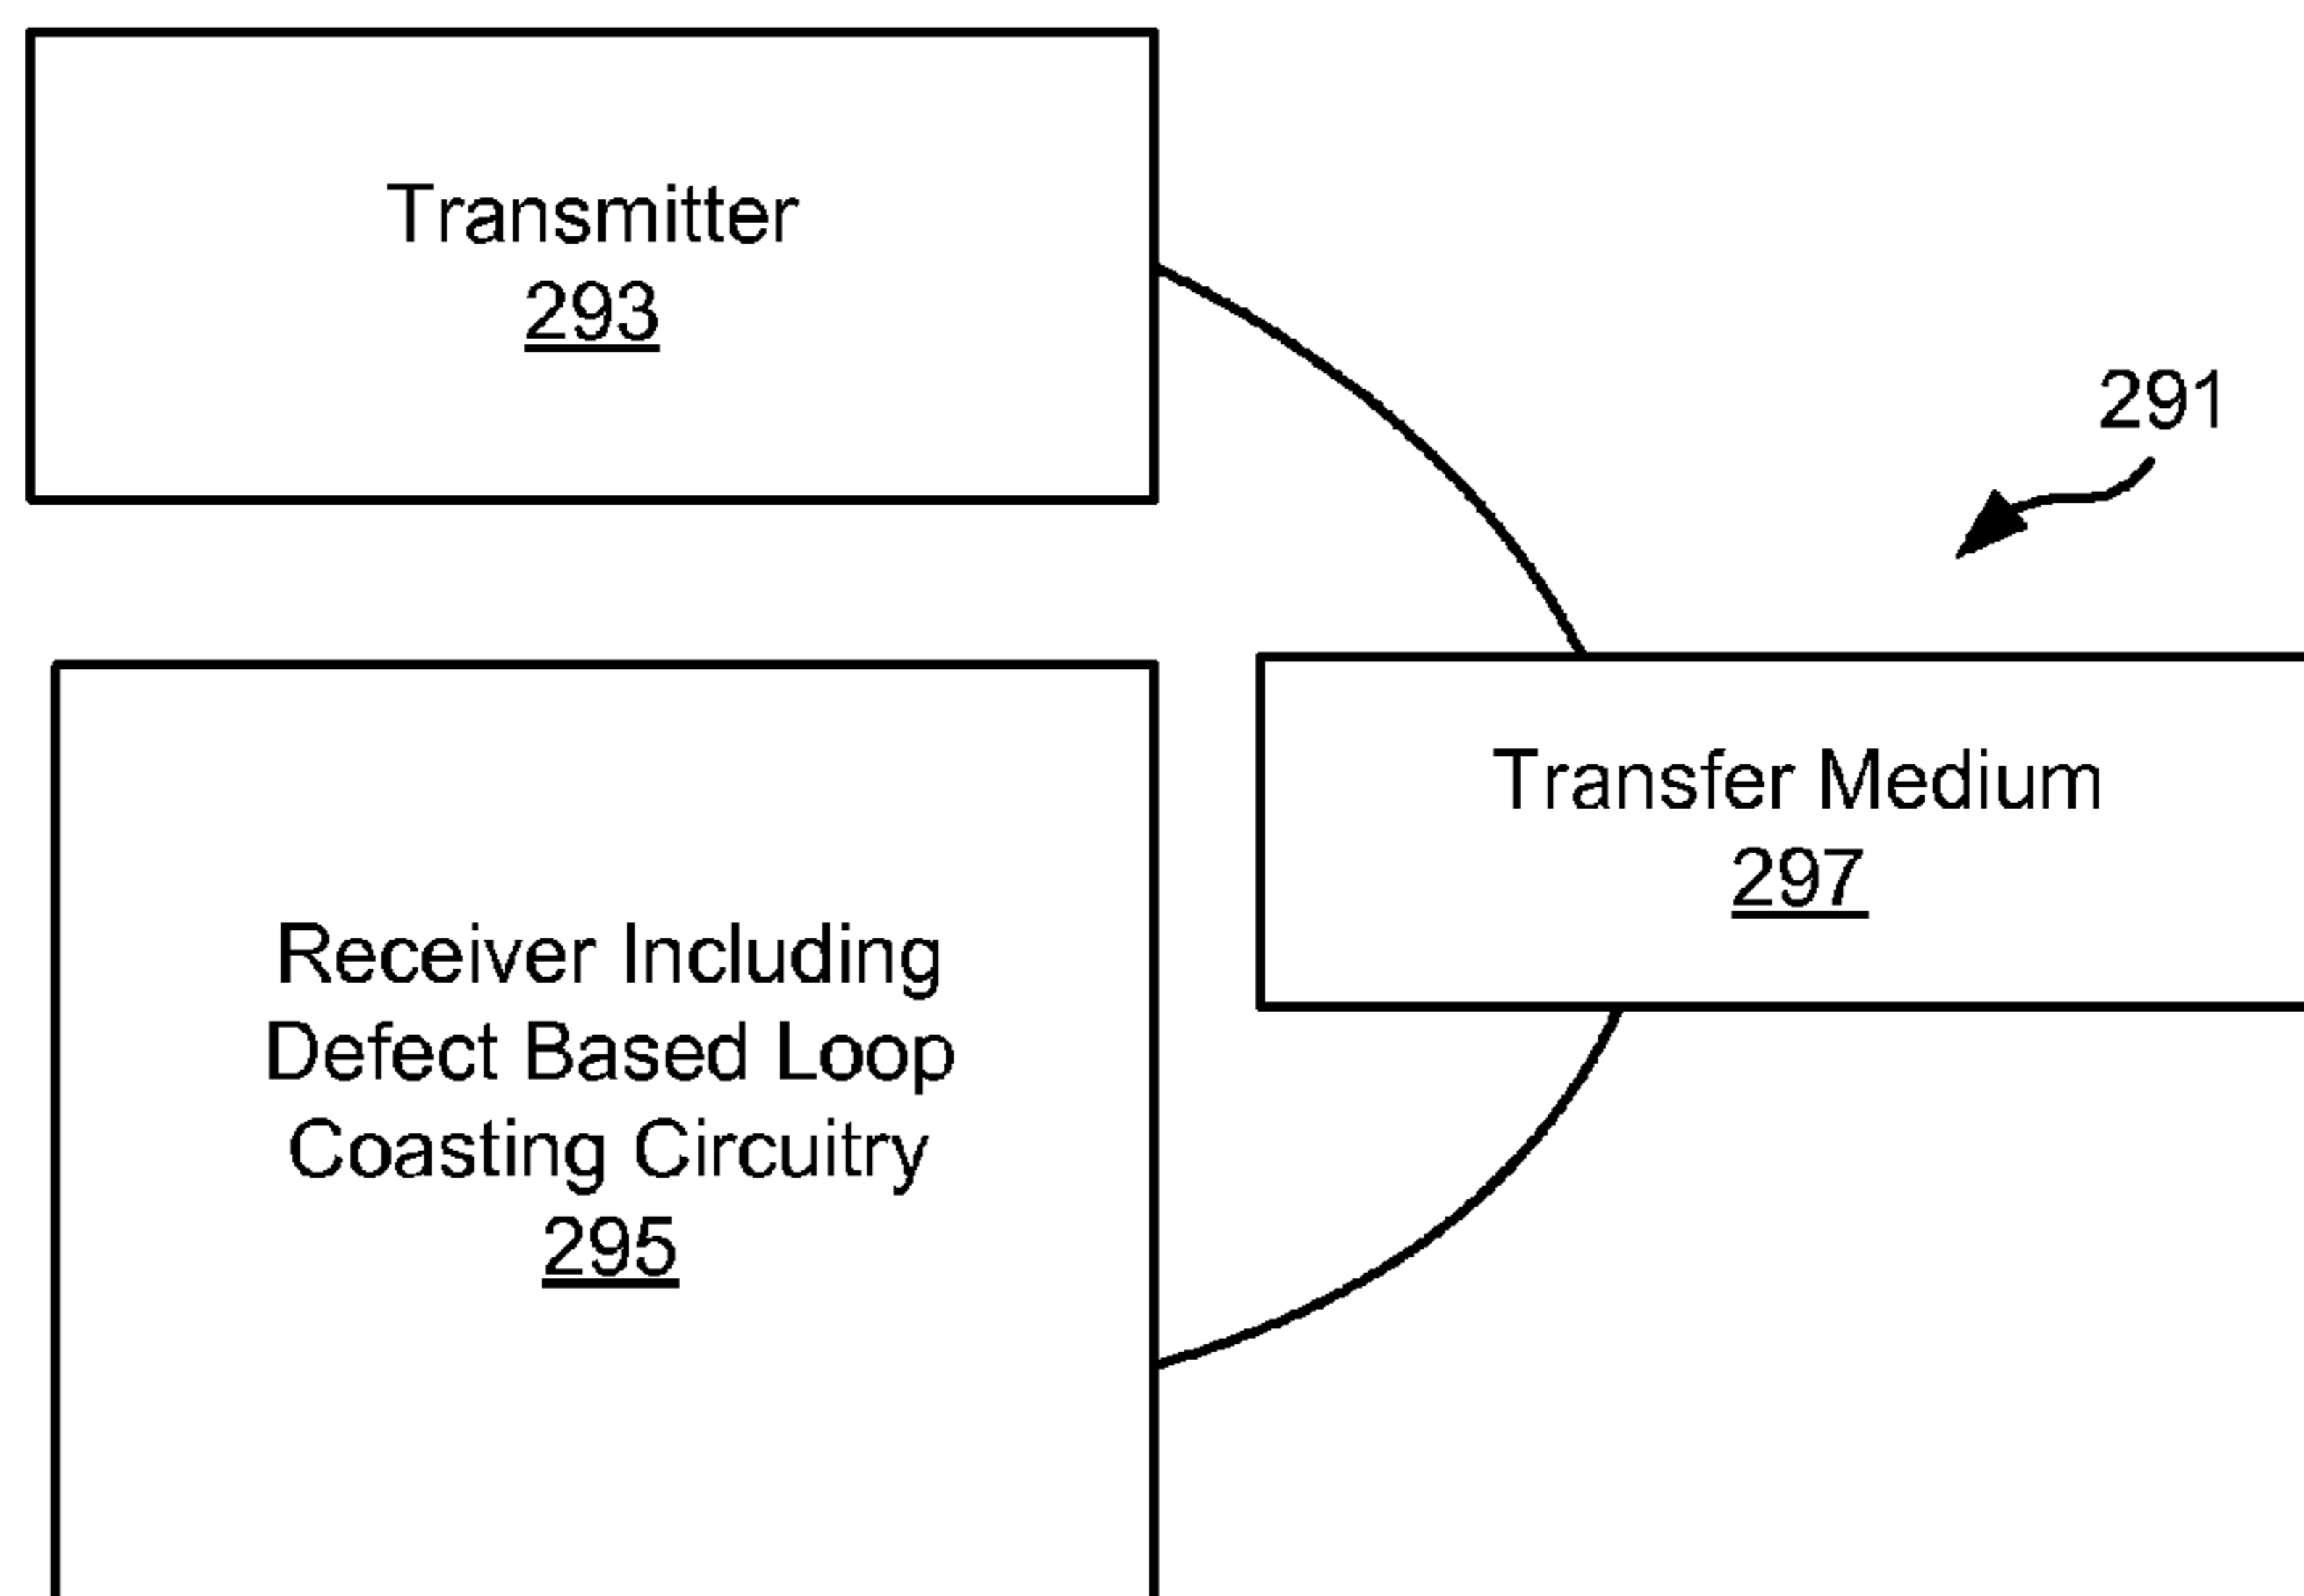 Transmitter
293
291
Transfer Medium
297
Receiver Including
Defect Based Loop
Coasting Circuitry
295